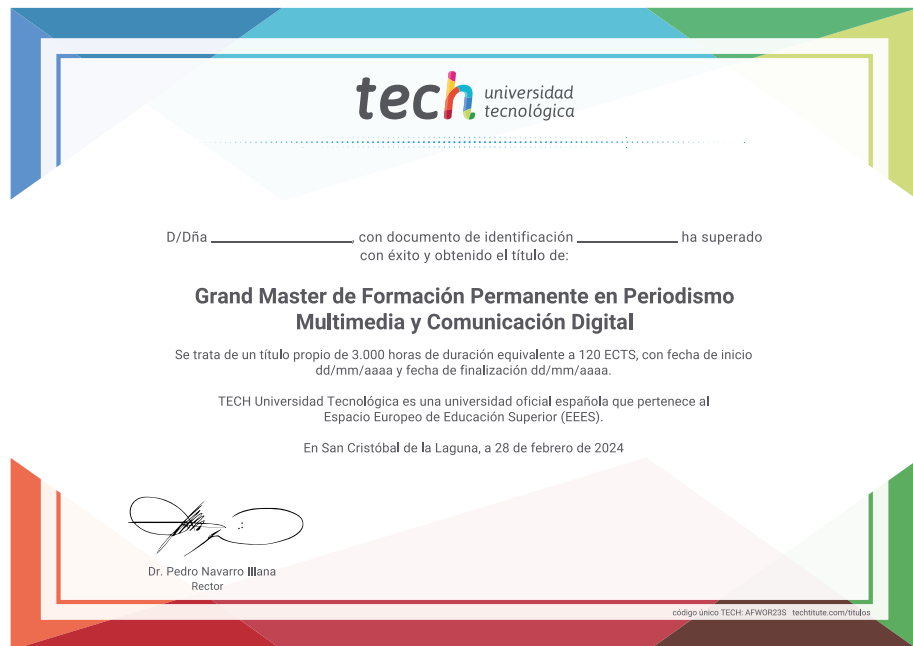 tech universidad
tecnológica
D/Dña ____________________, con documento de identificación ______________ ha superado
con éxito y obtenido el título de:
Grand Master de Formación Permanente en Periodismo
Multimedia y Comunicación Digital
Se trata de un título propio de 3.000 horas de duración equivalente a 120 ECTS, con fecha de inicio
dd/mm/aaaa y fecha de finalización dd/mm/aaaa.
TECH Universidad Tecnológica es una universidad oficial española que pertenece al
Espacio Europeo de Educación Superior (EEES).
En San Cristóbal de la Laguna, a 28 de febrero de 2024
Dr. Pedro Navarro Illana
Rector
código único TECH: AFWOR23S techtitute.com/titulos